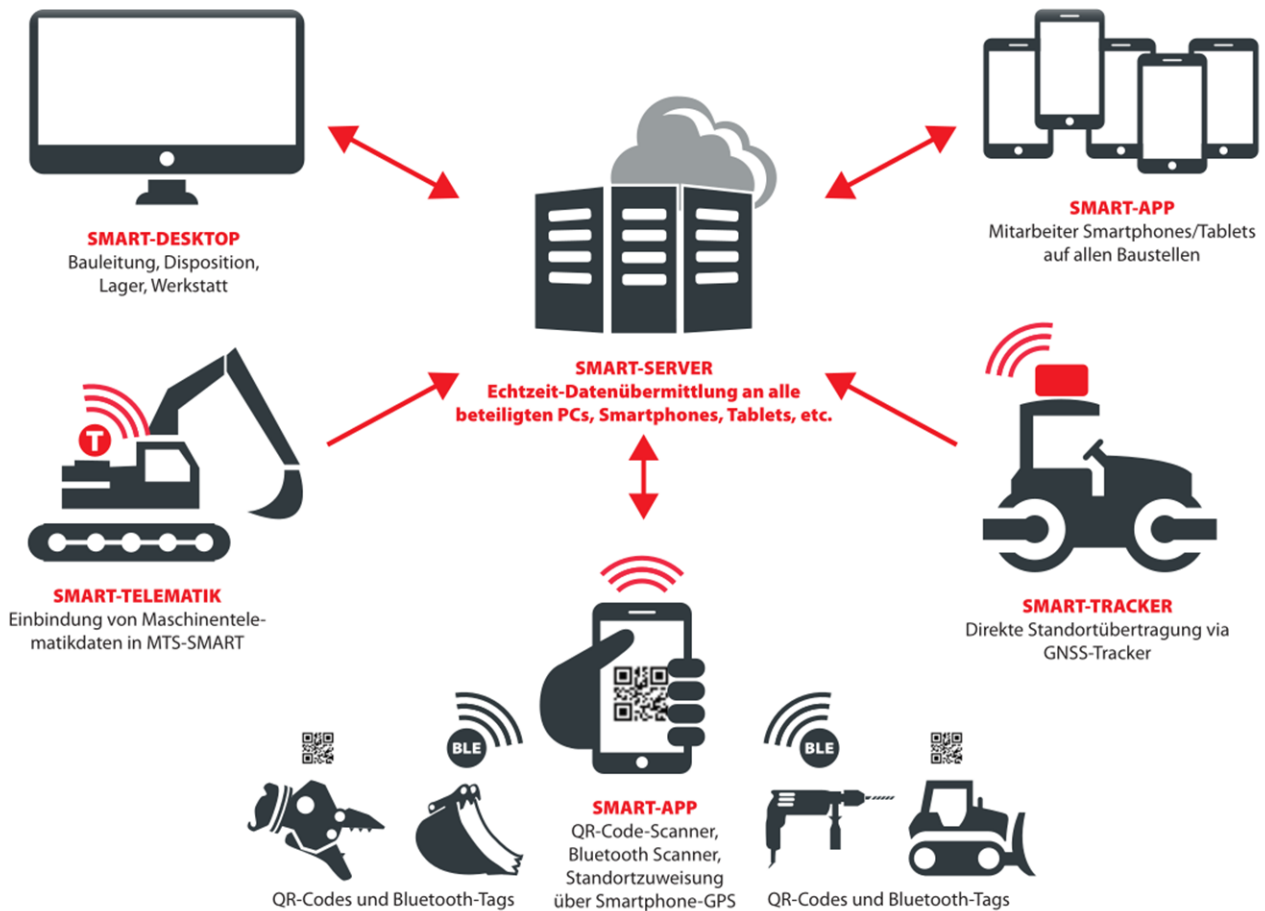 SMART-DESKTOP
Bauleitung, Disposition,
Lager, Werkstatt
SMART-APP
Mitarbeiter Smartphones/Tablets
auf allen Baustellen
SMART-SERVER
Echtzeit-Datenübermittlung an alle
beteiligten PCs, Smartphones, Tablets, etc.
T
SMART-TELEMATIK
Einbindung von Maschinentele-
matikdaten in MTS-SMART
SMART-TRACKER
Direkte Standortübertragung via
GNSS-Tracker
BLE
BLE
SMART-APP
QR-Code-Scanner,
Bluetooth Scanner,
Standortzuweisung
über Smartphone-GPS
QR-Codes und Bluetooth-Tags
QR-Codes und Bluetooth-Tags